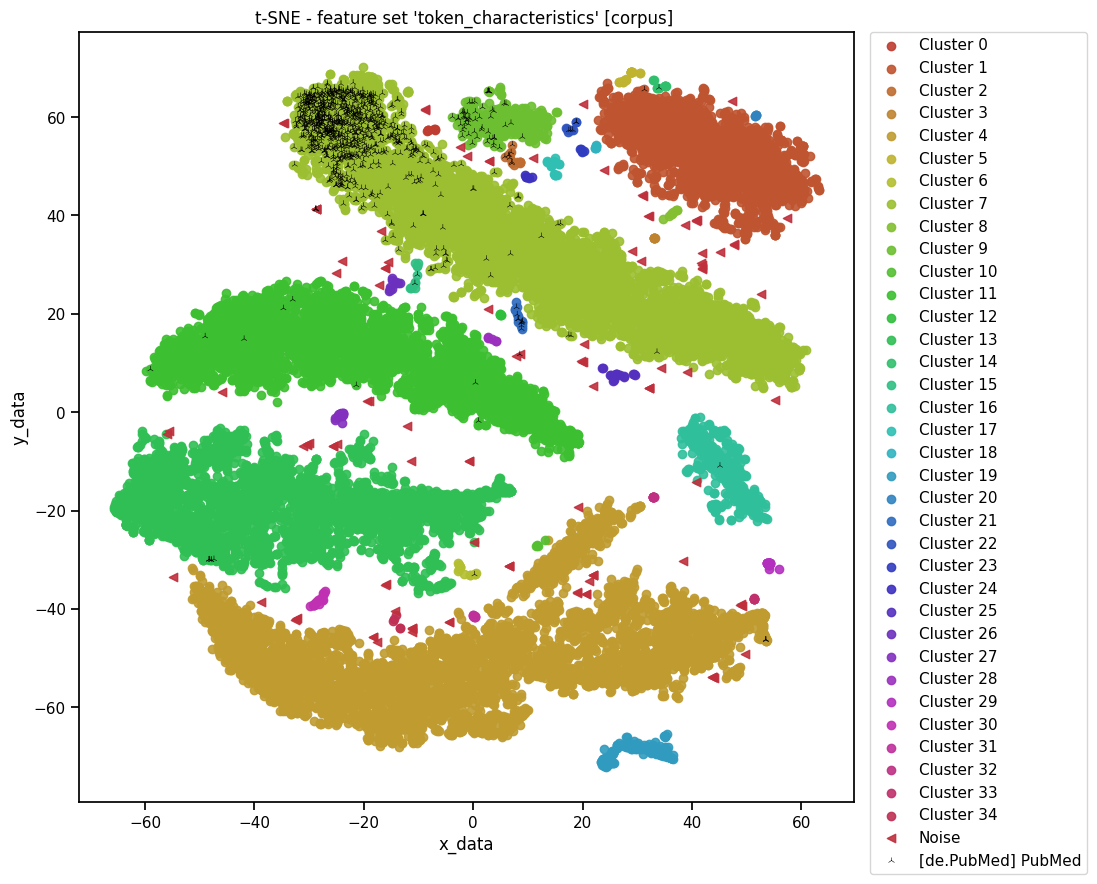 t-SNE - feature set 'token_characteristics' [corpus]
y_data
60
40
20
0
−20
−40
−60
−60
−40
−20
0
20
40
60
x_data
Cluster 0
Cluster 1
Cluster 2
Cluster 3
Cluster 4
Cluster 5
Cluster 6
Cluster 7
Cluster 8
Cluster 9
Cluster 10
Cluster 11
Cluster 12
Cluster 13
Cluster 14
Cluster 15
Cluster 16
Cluster 17
Cluster 18
Cluster 19
Cluster 20
Cluster 21
Cluster 22
Cluster 23
Cluster 24
Cluster 25
Cluster 26
Cluster 27
Cluster 28
Cluster 29
Cluster 30
Cluster 31
Cluster 32
Cluster 33
Cluster 34
Noise
[de.PubMed] PubMed